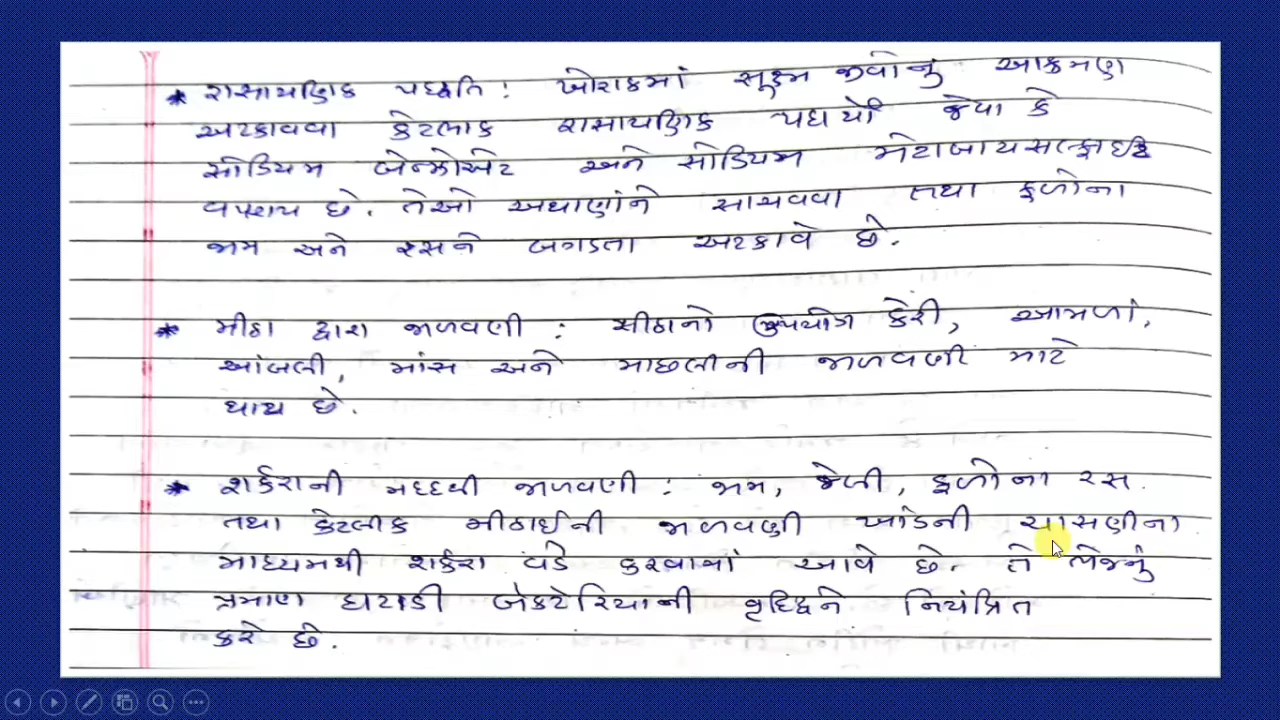 * રાસાયણિક પધ્ધતિ : ખોરાકમાં સૂક્ષ્મ જીવોનું આક્રમણ
અટકાવવા કેટલાક રાસાયણિક પદાર્યો જેવા કે
સોડિયમ બેન્ઝોએટ અને સોડિયમ મેટાબાયસલ્ફાઇટ
વપરાય છે. તેઓ અથાણાંને સાચવવા તથા ફળોના
જામ અને રસને બગડતા અટકાવે છે.
* મીઠા દ્વારા જાળવણી : મીઠાનો ઉપયોગ કેરી, આમળાં,
આંબલી, માંસ અને માછલીની જાળવણી માટે
થાય છે.
* શર્કરાની મદદથી જાળવણી : જામ, જેલી, ફળોના રસ
તથા કેટલીક મીઠાઈની જાળવણી ખાંડની ચાસણીના
માધ્યમથી શર્કરા વડે કરવામાં આવે છે. તે ભેજનું
પ્રમાણ ઘટાડી બેક્ટેરિયાની વૃધ્ધિને નિયંત્રિત
કરે છે.